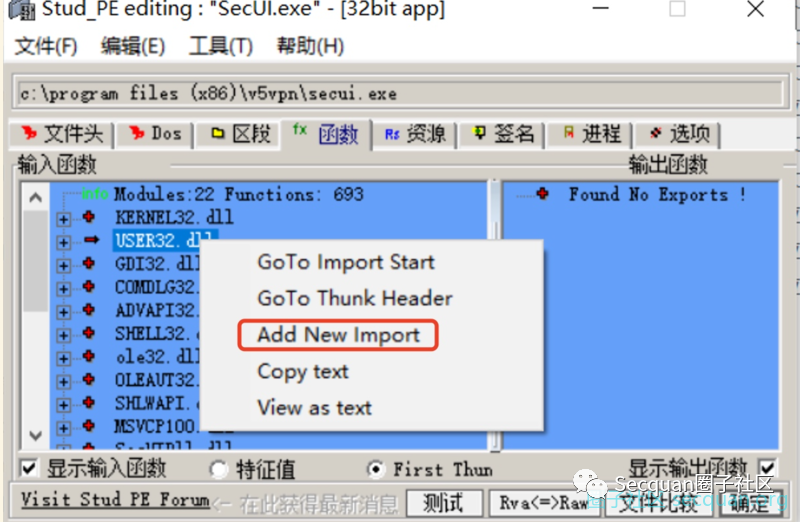 Stud_PE editing : "SecUI.exe" - [32bit app]
文件(F) 编辑(E) 工具(T) 帮助(H)
c:\program files (x86)\v5vpn\secui.exe
文件头 Dos 区段 fx 函数 Rs 资源 签名 进程 选项
输入函数 输出函数
Modules:22 Functions: 693 Found No Exports !
KERNEL32.dll
USER32.dll
GDI32.dll
GoTo Import Start
COMDLG32.
GoTo Thunk Header
ADVAPI32.
SHELL32.
Add New Import
ole32.dll
Copy text
OLEAUT32.
SHLWAPI.
View as text
MSVCP100.
显示输入函数 特征值 First Thun 显示输出函数
Visit Stud PE Forum <- 在此获得最新消息 测试 Rva<=>Raw 文件比较 确定
Secquan圈子社区